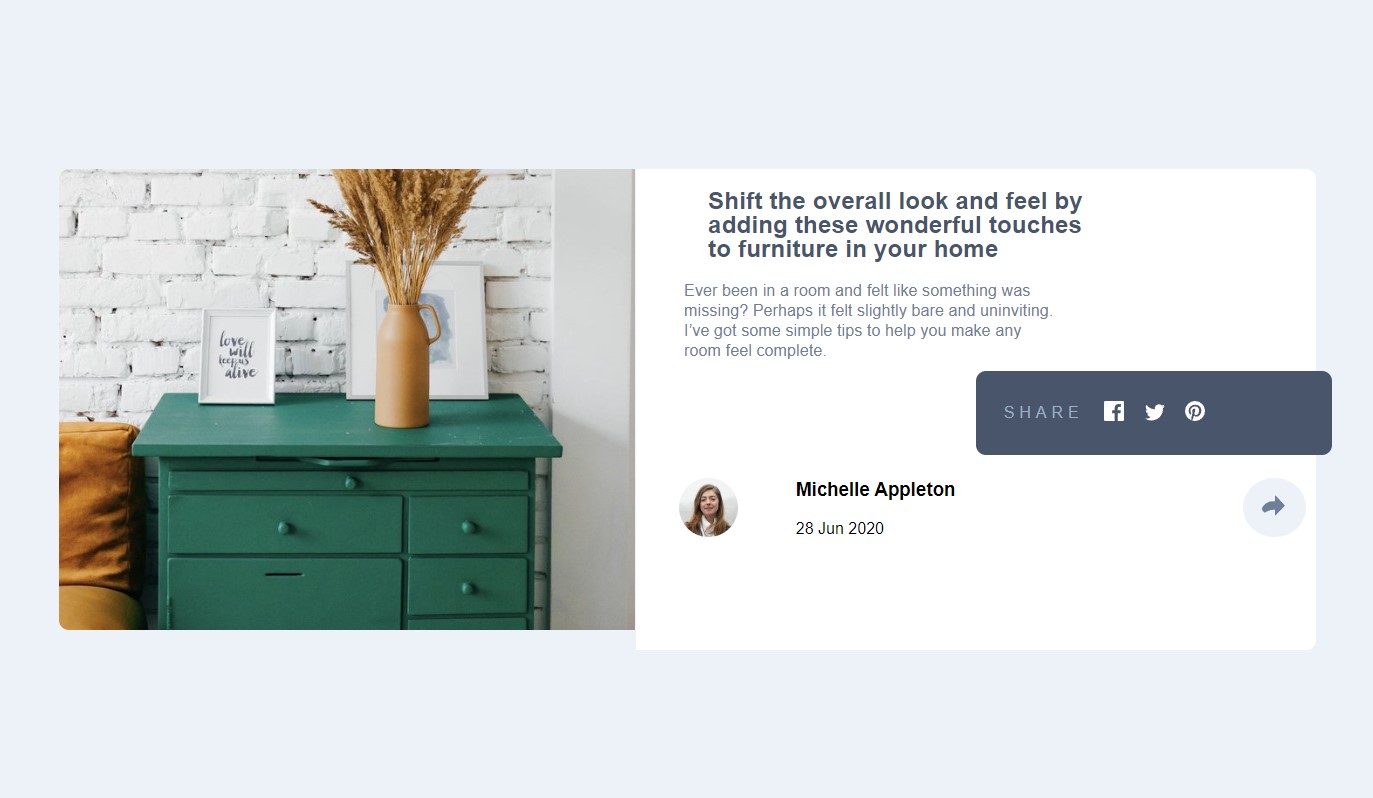 Shift the overall look and feel by
adding these wonderful touches
to furniture in your home
Ever been in a room and felt like something was
missing? Perhaps it felt slightly bare and uninviting.
I’ve got some simple tips to help you make any
room feel complete.
SHARE
Michelle Appleton
28 Jun 2020
love
will
keep us
alive